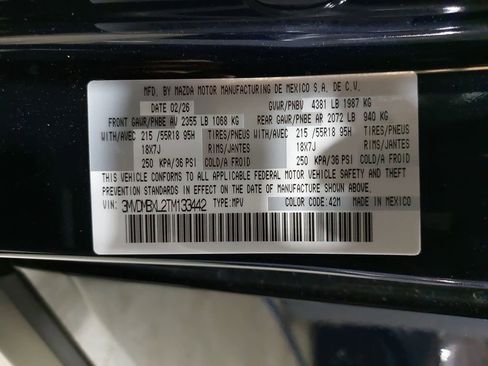 MFD. BY MAZDA MOTOR MANUFACTURING DE MEXICO S.A. DE C.V.
DATE 02/26 GVWR/PNBV 4381 LB 1987 KG
FRONT GAWR/PNBE AV 2355 LB 1068 KG REAR GAWR/PNBE AR 2072 LB 940 KG
WITH/AVEC 215 /55R18 95H TIRES/PNEUS WITH/AVEC 215 /55R18 95H TIRES/PNEUS
18X7J RIMS/JANTES 18X7J RIMS/JANTES
250 KPA/36 PSI COLD/A FROID 250 KPA/36 PSI COLD/A FROID
THIS VEHICLE CONFORMS TO ALL APPLICABLE FEDERAL MOTOR VEHICLE SAFETY AND THEFT
PREVENTION STANDARDS IN EFFECT ON THE DATE OF MANUFACTURE SHOWN ABOVE.
VIN: 3MVDMBXL2TM133442 TYPE:MPV COLOR CODE:42M